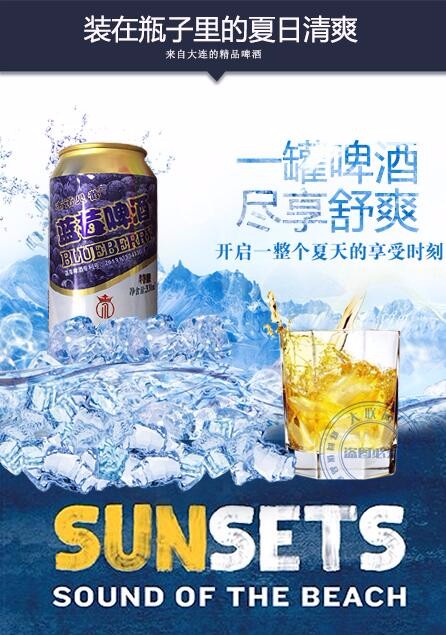 装在瓶子里的夏日清爽
来自大连的精品啤酒
一罐啤酒
尽享舒爽
开启一整个夏天的享受时刻
蓝莓啤酒
BLUEBERRY
特酿
SUNSETS
SOUND OF THE BEACH